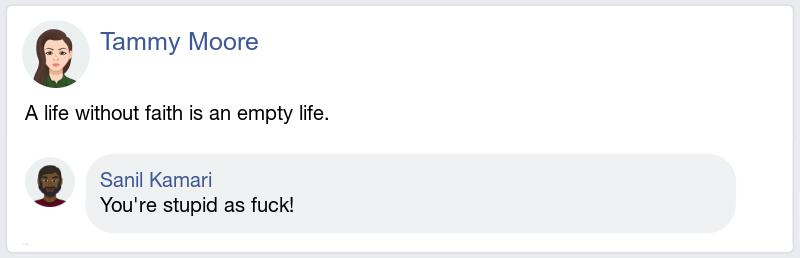 Tammy Moore
A life without faith is an empty life.
Sanil Kamari
You're stupid as fuck!